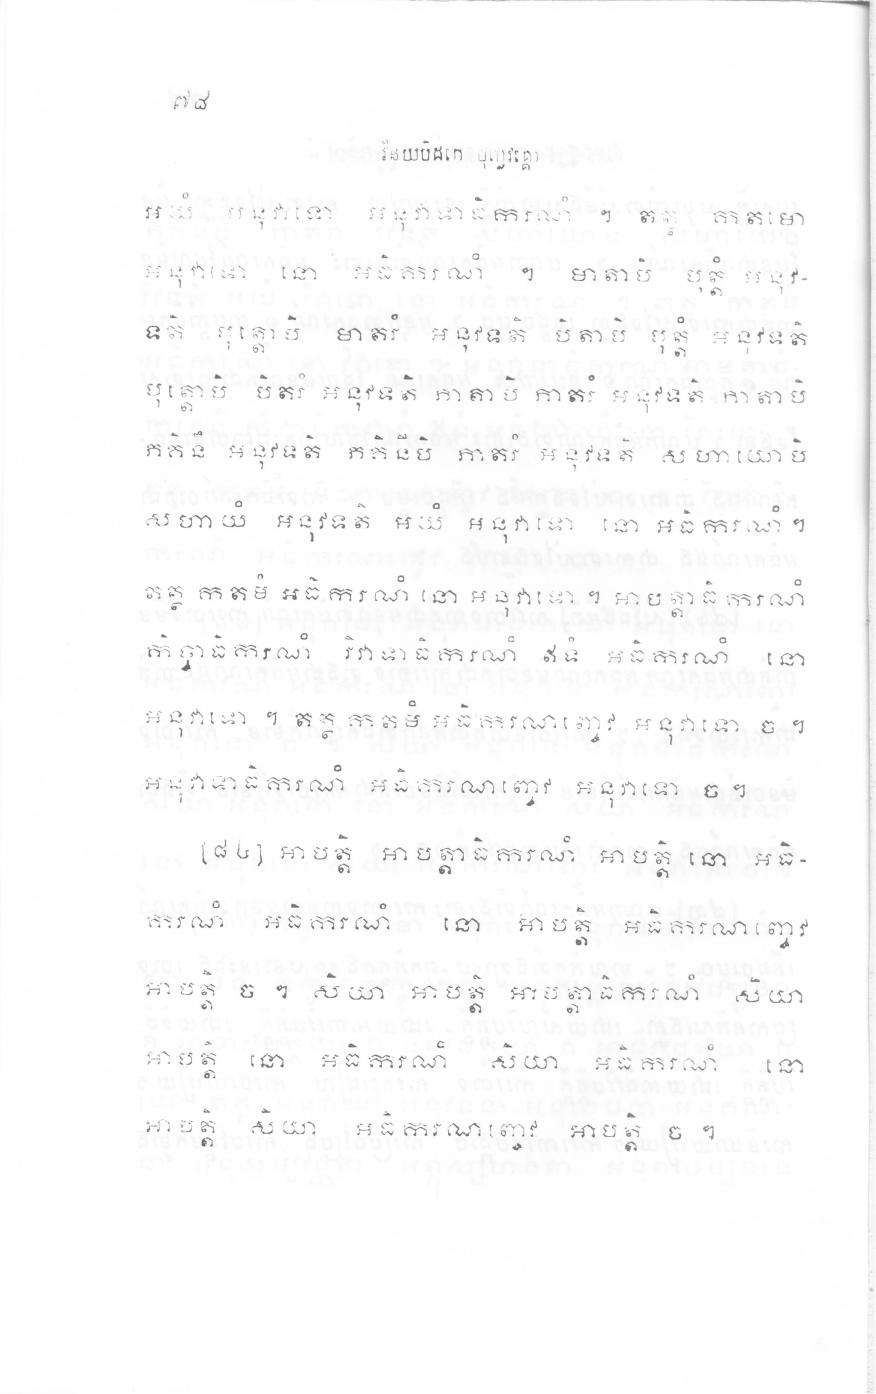 ៧៨
វិនយបិដកេ ចុល្លវគ្គោ
អយំ អនុវាទោ អនុវាទាធិករណំ ។ តត្ថ កតមោ
អនុវាទោ នោ អធិករណំ ។ មាតាបិ បុត្តំ អនុវ-
ទតិ បុត្តោបិ មាតរំ អនុវទតិ បិតាបិ បុត្តំ អនុវទតិ
បុត្តោបិ បិតរំ អនុវទតិ ភាតាបិ ភាតរំ អនុវទតិ ភាតាបិ
ភគិនឹ អនុវទតិ ភគិនីបិ ភាតរំ អនុវទតិ សហាយោបិ
សហាយំ អនុវទតិ អយំ អនុវាទោ នោ អធិករណំ។
តត្ថ កតមំ អធិករណំ នោ អនុវាទោ ។ អាបត្តាធិករណំ
កិច្ចាធិករណំ វិវាទាធិករណំ ឥទំ អធិករណំ នោ
អនុវាទោ ។ តត្ថ កតមំ អធិករណញ្ចេវ អនុវាទោ ច ។
អនុវាទាធិករណំ អធិករណញ្ចេវ អនុវាទោ ច។
[៨៤] អាបត្តិ អាបត្តាធិករណំ អាបត្តិ នោ អធិ-
ករណំ អធិករណំ នោ អាបត្តិ អធិករណញ្ចេវ
អាបត្តិ ច ។ សិយា អាបត្តិ អាបត្តាធិករណំ សិយា
អាបត្តិ នោ អធិករណំ សិយា អធិករណំ នោ
អាបត្តិ សិយា អធិករណញ្ចេវ អាបត្តិ ច ។